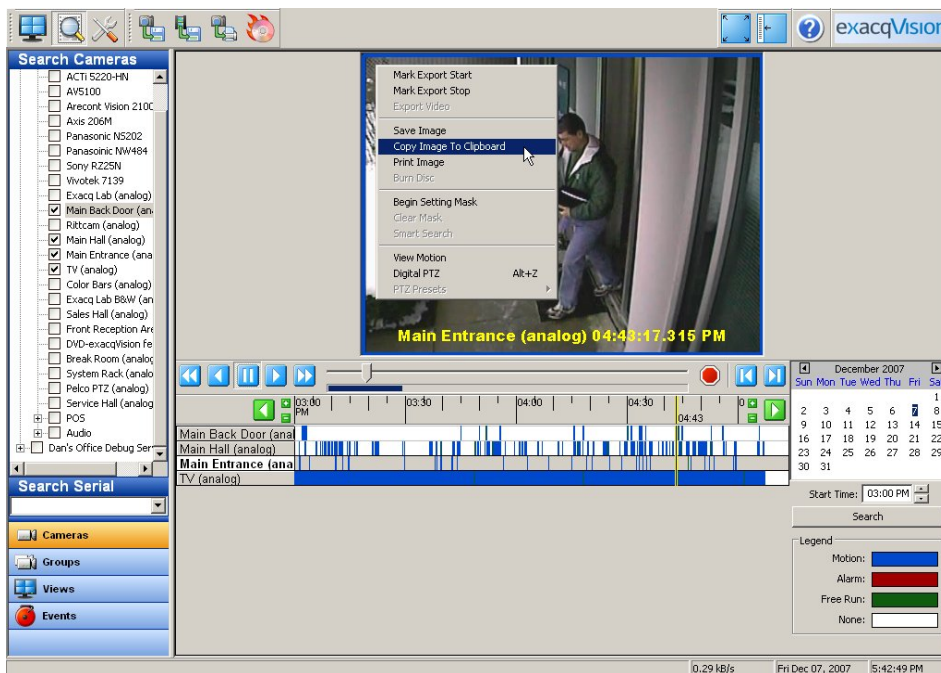 exacqVision
Search Cameras
ACTi 5220-HN
AV5100
Arecont Vision 2100
Axis 206M
Panasonic NS202
Panasoinic NW484
Sony RZ25N
Vivotek 7139
Exacq Lab (analog)
Main Back Door (an
Rittcam (analog)
Main Hall (analog)
Main Entrance (ana
TV (analog)
Color Bars (analog)
Exacq Lab B&W (an
Sales Hall (analog)
Front Reception Are
DVD-exacqVision fe
Break Room (analog
System Rack (analo
Pelco PTZ (analog)
Service Hall (analog
POS
Audio
Dan's Office Debug Ser
Search Serial
Cameras
Groups
Views
Events
Mark Export Start
Mark Export Stop
Export Video
Save Image
Copy Image To Clipboard
Print Image
Burn Disc
Begin Setting Mask
Clear Mask
Smart Search
View Motion
Digital PTZ Alt+Z
PTZ Presets
Main Entrance (analog) 04:43:17.315 PM
03:00 PM 03:30 04:00 04:30 04:43
Main Back Door (anal
Main Hall (analog)
Main Entrance (ana
TV (analog)
December 2007
Sun Mon Tue Wed Thu Fri Sa
1
2 3 4 5 6 7 8
9 10 11 12 13 14 15
16 17 18 19 20 21 22
23 24 25 26 27 28 29
30 31
Start Time: 03:00 PM
Search
Legend
Motion:
Alarm:
Free Run:
None:
0.29 kB/s Fri Dec 07, 2007 5:42:49 PM